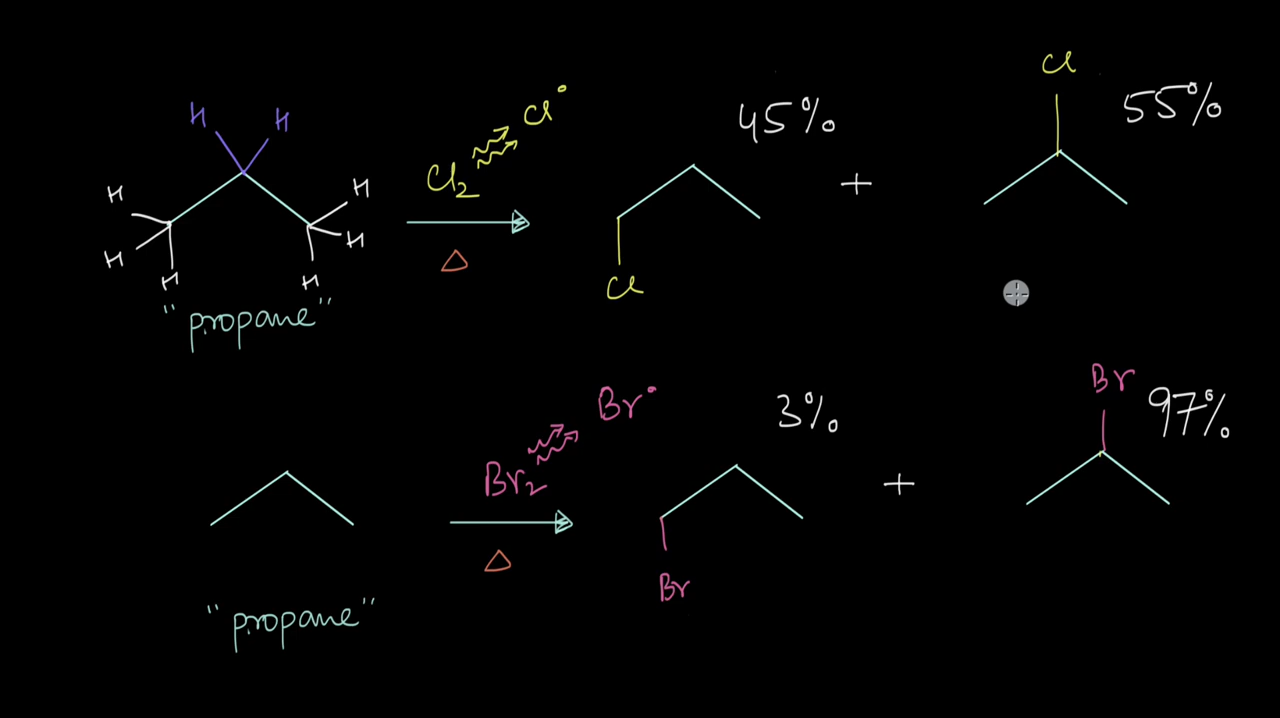 Cl
45%
55%
H H
Cl₂ Cl•
H H
+
H H
H H
△
Cl
"propane"
Br
Br• 3% 97%
Br₂
+
△
Br
"propane"